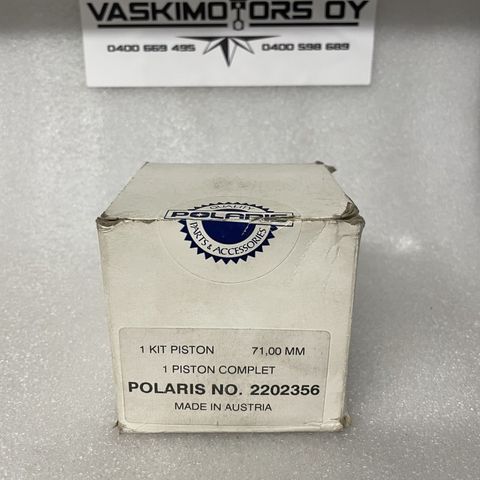 VASKIMOTORS OY
0400 669 495
0400 598 689
QUALITY
POLARIS
PARTS & ACCESSORIES
1 KIT PISTON 71,00 MM
1 PISTON COMPLET
POLARIS NO. 2202356
MADE IN AUSTRIA